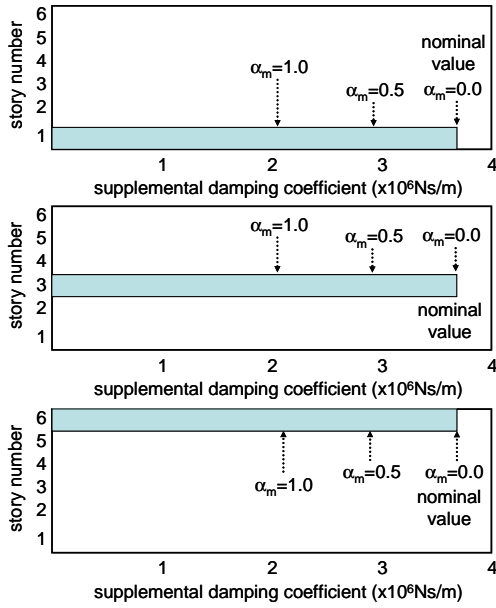 6
5
4
3
2
1
story number
nominal
value
αm=1.0
αm=0.5
αm=0.0
1 2 3 4
supplemental damping coefficient (x10⁶Ns/m)
6
5
4
3
2
1
story number
αm=1.0
αm=0.5
αm=0.0
nominal
value
1 2 3 4
supplemental damping coefficient (x10⁶Ns/m)
6
5
4
3
2
1
story number
αm=1.0
αm=0.5
αm=0.0
nominal
value
1 2 3 4
supplemental damping coefficient (x10⁶Ns/m)